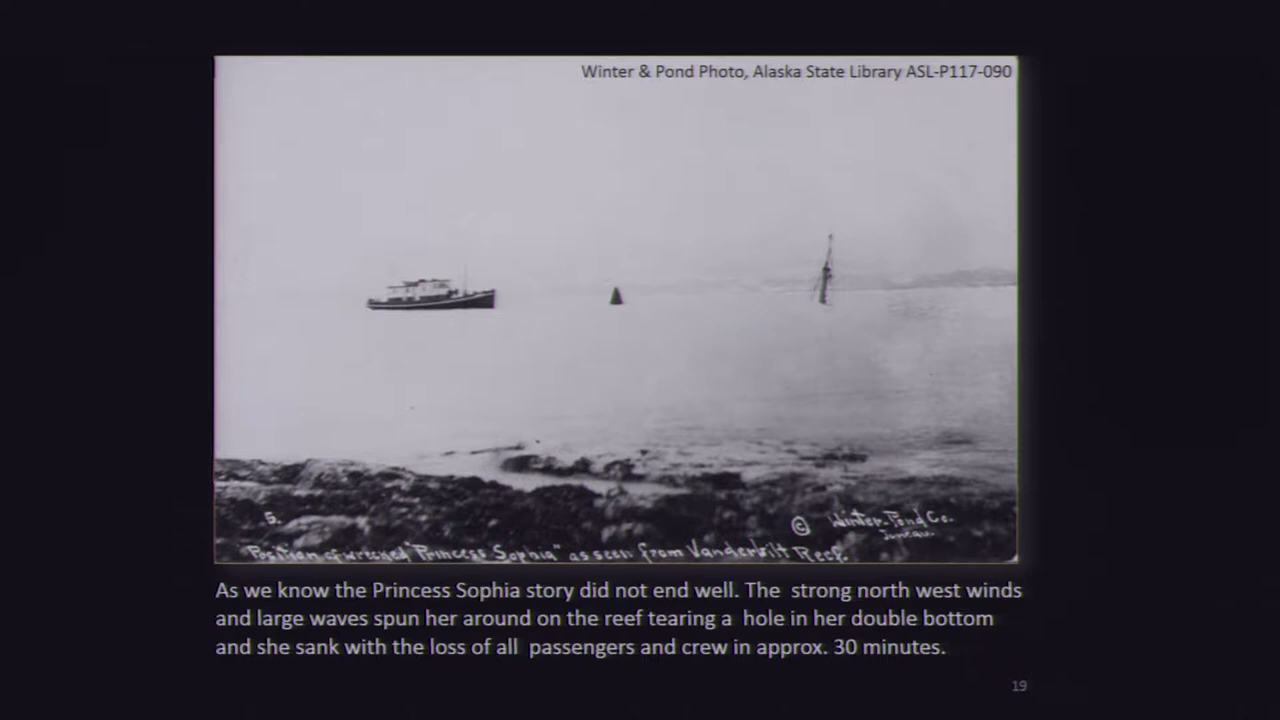 Winter & Pond Photo, Alaska State Library ASL-P117-090
5.
© Winter-Pond Co.
Juneau.
"Position of wrecked "Princess Sophia" as seen from Vanderbilt Reef.
As we know the Princess Sophia story did not end well. The strong north west winds
and large waves spun her around on the reef tearing a hole in her double bottom
and she sank with the loss of all passengers and crew in approx. 30 minutes.
19